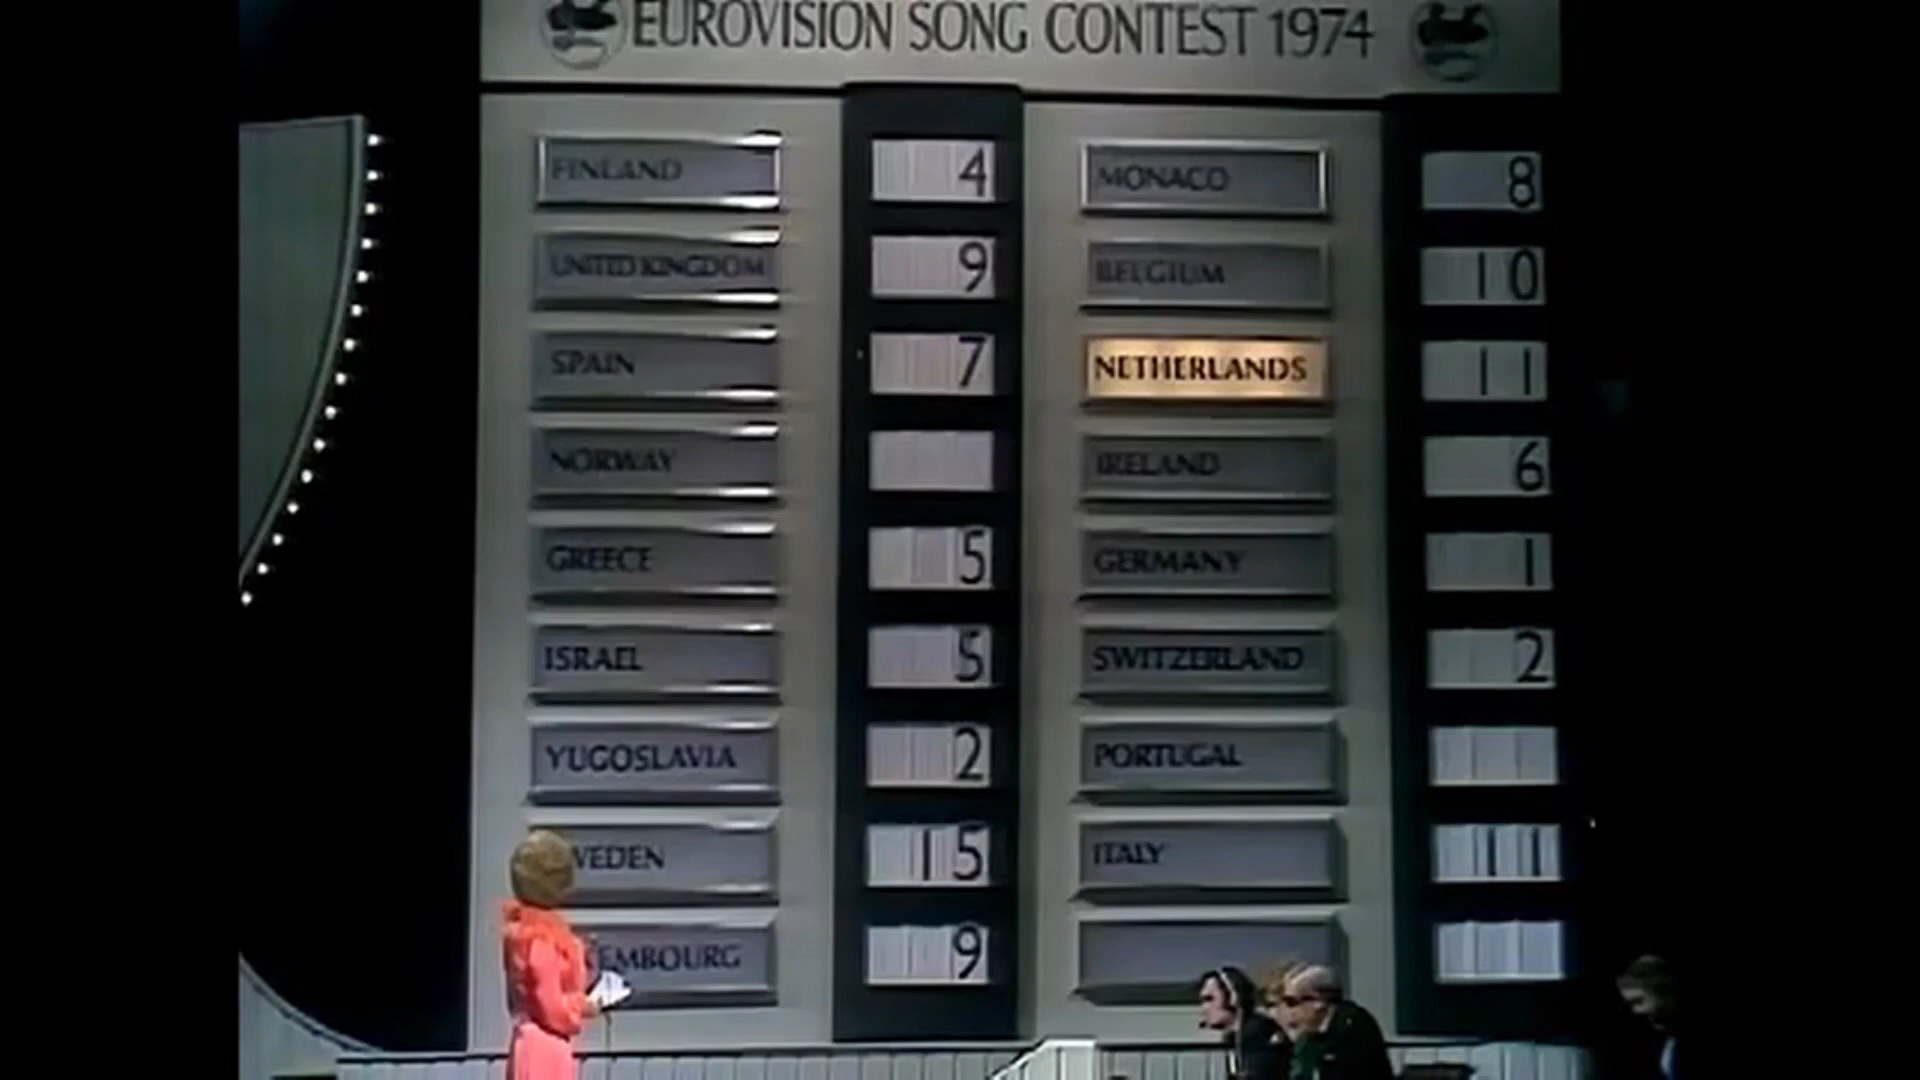 EUROVISION SONG CONTEST 1974
FINLAND 4 MONACO 8
UNITED KINGDOM 9 BELGIUM 10
SPAIN 7 NETHERLANDS 11
NORWAY IRELAND 6
GREECE 5 GERMANY 1
ISRAEL 5 SWITZERLAND 2
YUGOSLAVIA 2 PORTUGAL
WEDEN 15 ITALY 11
EMBOURG 9